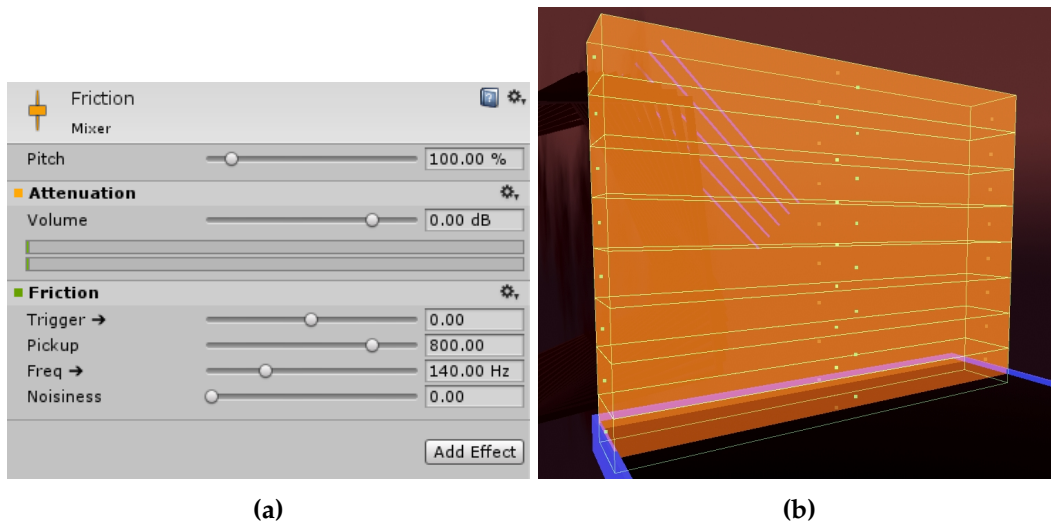 Friction
Mixer
Pitch 100.00 %
Attenuation
Volume 0.00 dB
Friction
Trigger ➔ 0.00
Pickup 800.00
Freq ➔ 140.00 Hz
Noisiness 0.00
Add Effect
(a) (b)